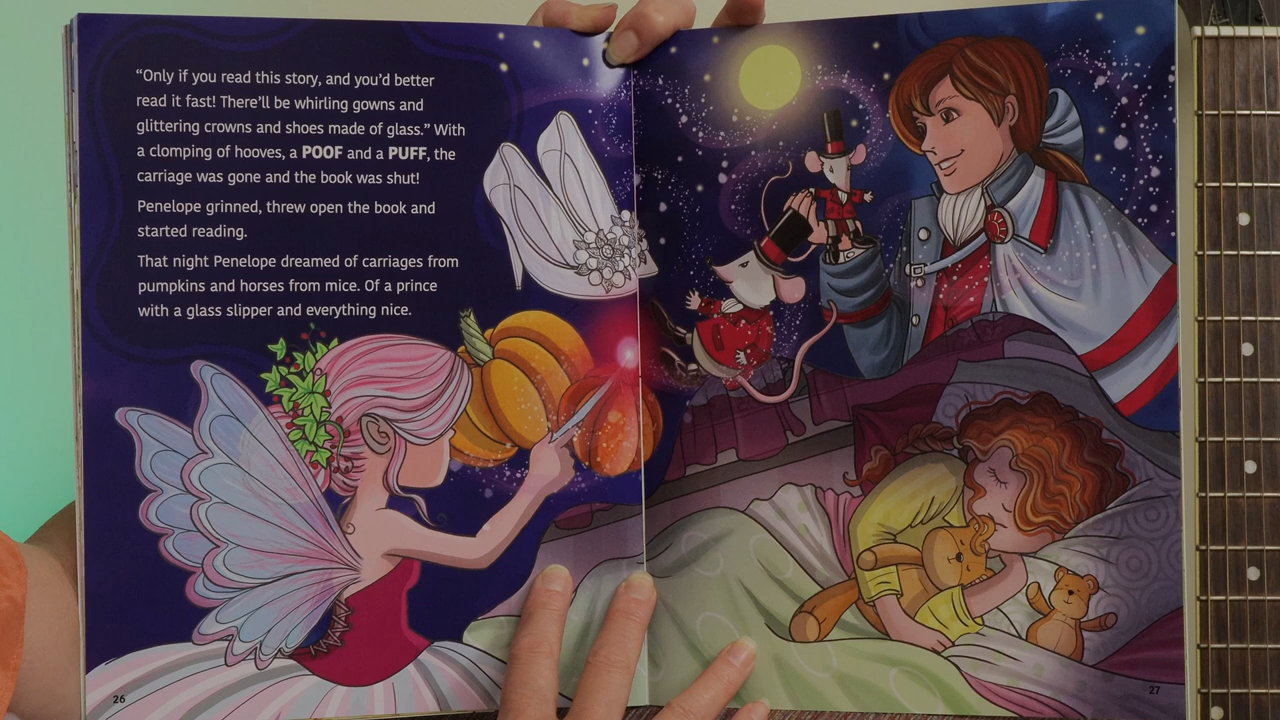 “Only if you read this story, and you’d better
read it fast! There’ll be whirling gowns and
glittering crowns and shoes made of glass.” With
a clomping of hooves, a POOF and a PUFF, the
carriage was gone and the book was shut!
Penelope grinned, threw open the book and
started reading.
That night Penelope dreamed of carriages from
pumpkins and horses from mice. Of a prince
with a glass slipper and everything nice.
26
27